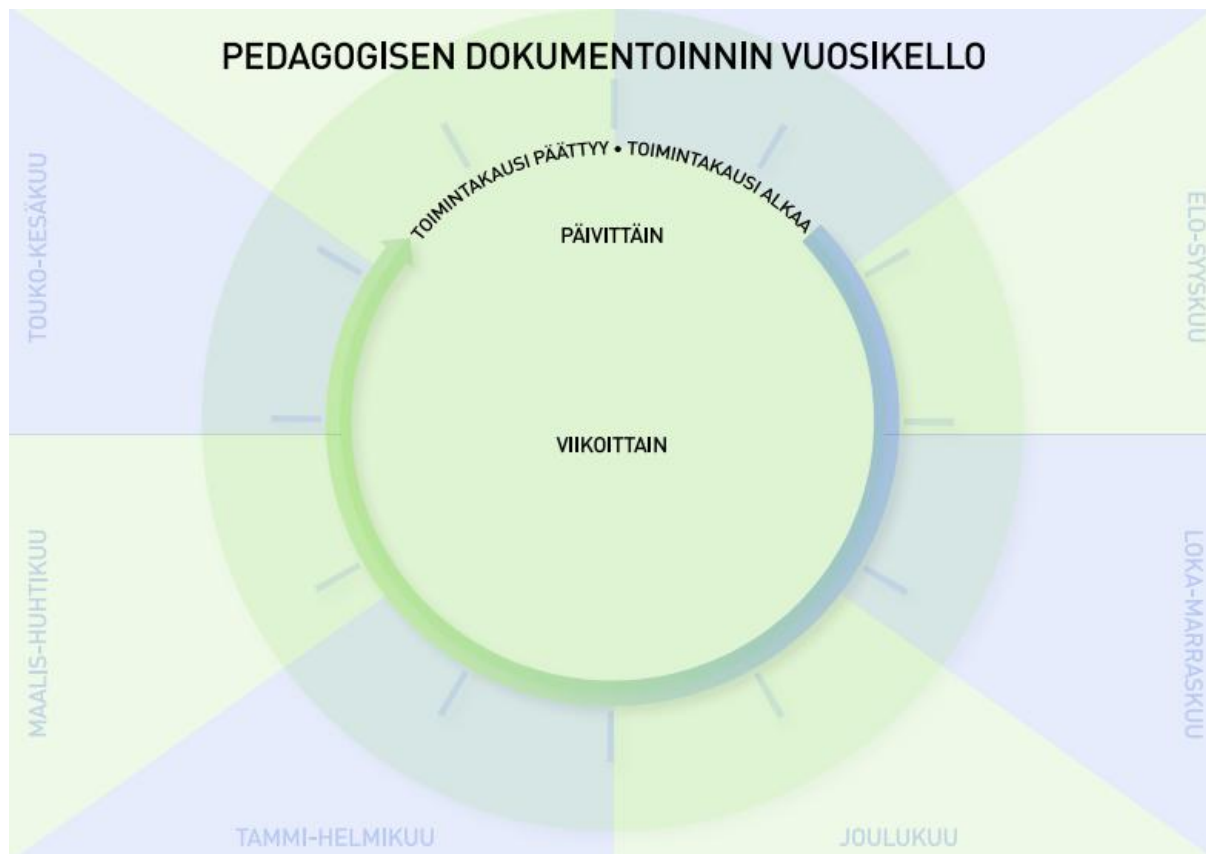 PEDAGOGISEN DOKUMENTOINNIN VUOSIKELLO
TOIMINTAKAUSI PÄÄTTYY • TOIMINTAKAUSI ALKAA
PÄIVITTÄIN
VIIKOITTAIN
ELO-SYYSKUU
LOKA-MARRASKUU
JOULUKUU
TAMMI-HELMIKUU
MAALIS-HUHTIKUU
TOUKO-KESÄKUU